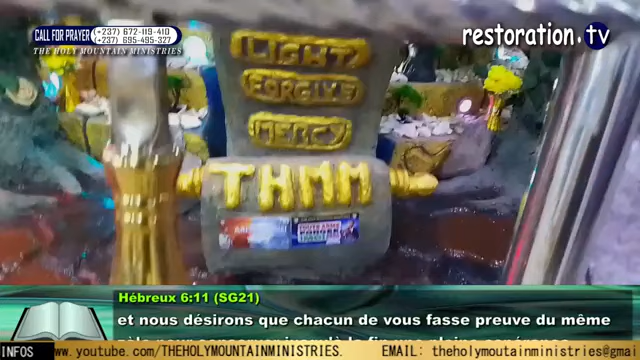 CALL FOR PRAYER
(+237) 672-119-410
(+237) 695-495-327
THE HOLY MOUNTAIN MINISTRIES
restoration.tv
LIGHT
FORGIVE
MERCY
THMM
Hébreux 6:11 (SG21)
et nous désirons que chacun de vous fasse preuve du même
INFOS
www.youtube.com/THEHOLYMOUNTAINMINISTRIES. EMAIL: theholymountainministries@gmai